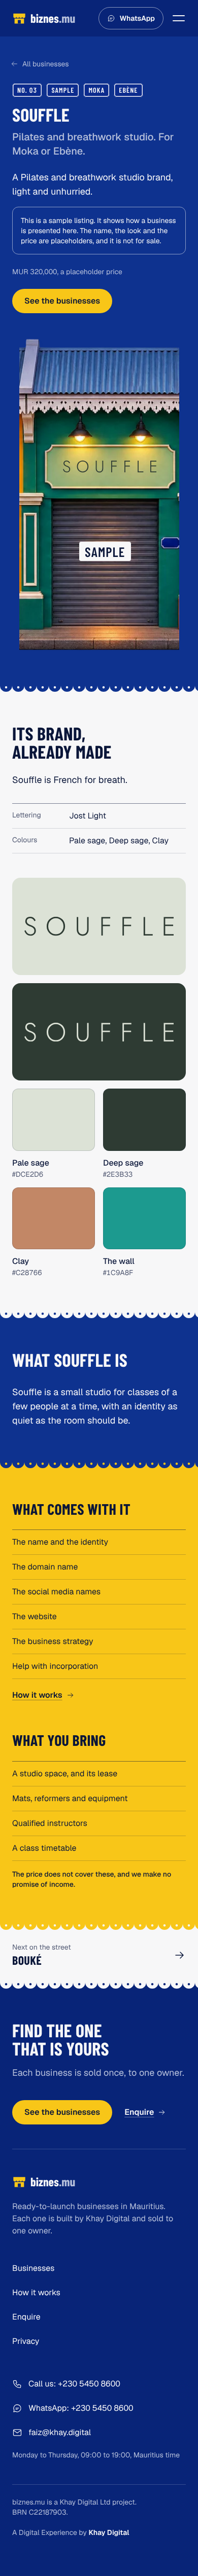 biznes.mu
WhatsApp
All businesses
NO. 03
SAMPLE
MOKA
EBÈNE
SOUFFLE
Pilates and breathwork studio. For
Moka or Ebène.
A Pilates and breathwork studio brand,
light and unhurried.
This is a sample listing. It shows how a business
is presented here. The name, the look and the
price are placeholders, and it is not for sale.
MUR 320,000, a placeholder price
See the businesses
SOUFFLE
SAMPLE
ITS BRAND,
ALREADY MADE
Souffle is French for breath.
Lettering
Jost Light
Colours
Pale sage, Deep sage, Clay
SOUFFLE
SOUFFLE
Pale sage
#DCE2D6
Deep sage
#2E3B33
Clay
#C28766
The wall
#1C9A8F
WHAT SOUFFLE IS
Souffle is a small studio for classes of a
few people at a time, with an identity as
quiet as the room should be.
WHAT COMES WITH IT
The name and the identity
The domain name
The social media names
The website
The business strategy
Help with incorporation
How it works
WHAT YOU BRING
A studio space, and its lease
Mats, reformers and equipment
Qualified instructors
A class timetable
The price does not cover these, and we make no
promise of income.
Next on the street
BOUKÉ
FIND THE ONE
THAT IS YOURS
Each business is sold once, to one owner.
See the businesses
Enquire
biznes.mu
Ready-to-launch businesses in Mauritius.
Each one is built by Khay Digital and sold to
one owner.
Businesses
How it works
Enquire
Privacy
Call us: +230 5450 8600
WhatsApp: +230 5450 8600
faiz@khay.digital
Monday to Thursday, 09:00 to 19:00, Mauritius time
biznes.mu is a Khay Digital Ltd project.
BRN C22187903.
A Digital Experience by Khay Digital